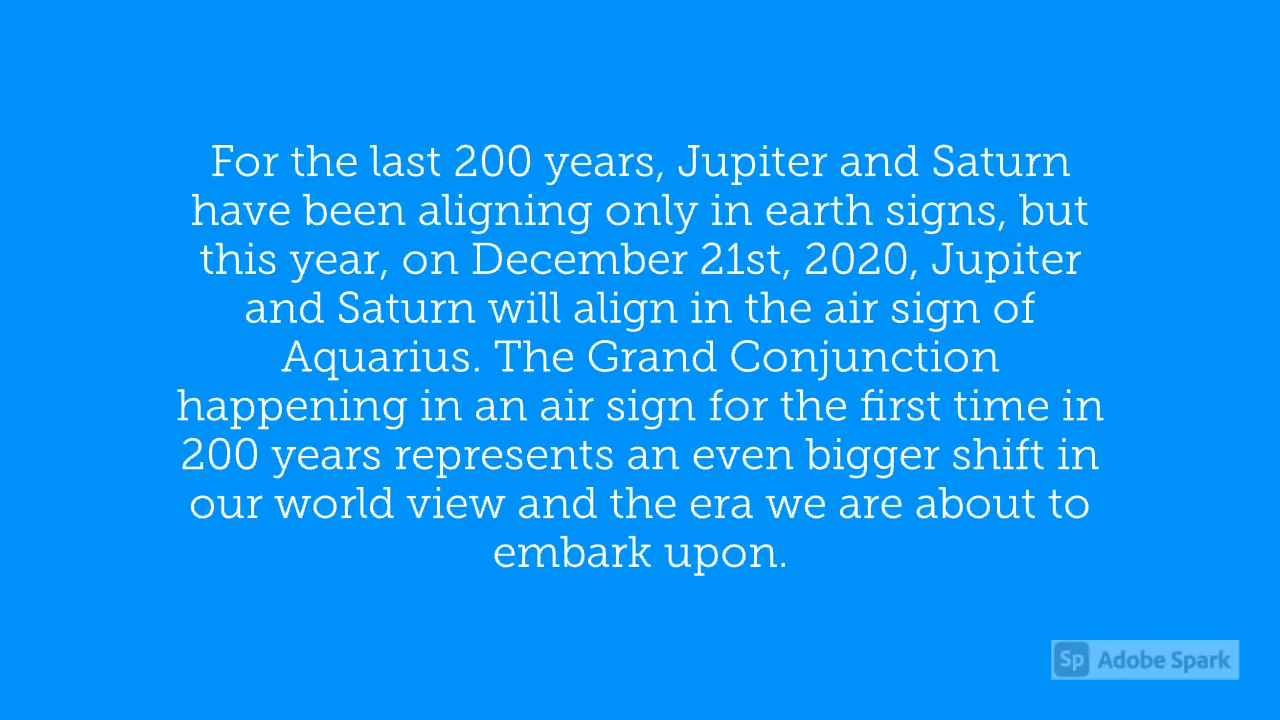 For the last 200 years, Jupiter and Saturn
have been aligning only in earth signs, but
this year, on December 21st, 2020, Jupiter
and Saturn will align in the air sign of
Aquarius. The Grand Conjunction
happening in an air sign for the first time in
200 years represents an even bigger shift in
our world view and the era we are about to
embark upon.
Sp Adobe Spark